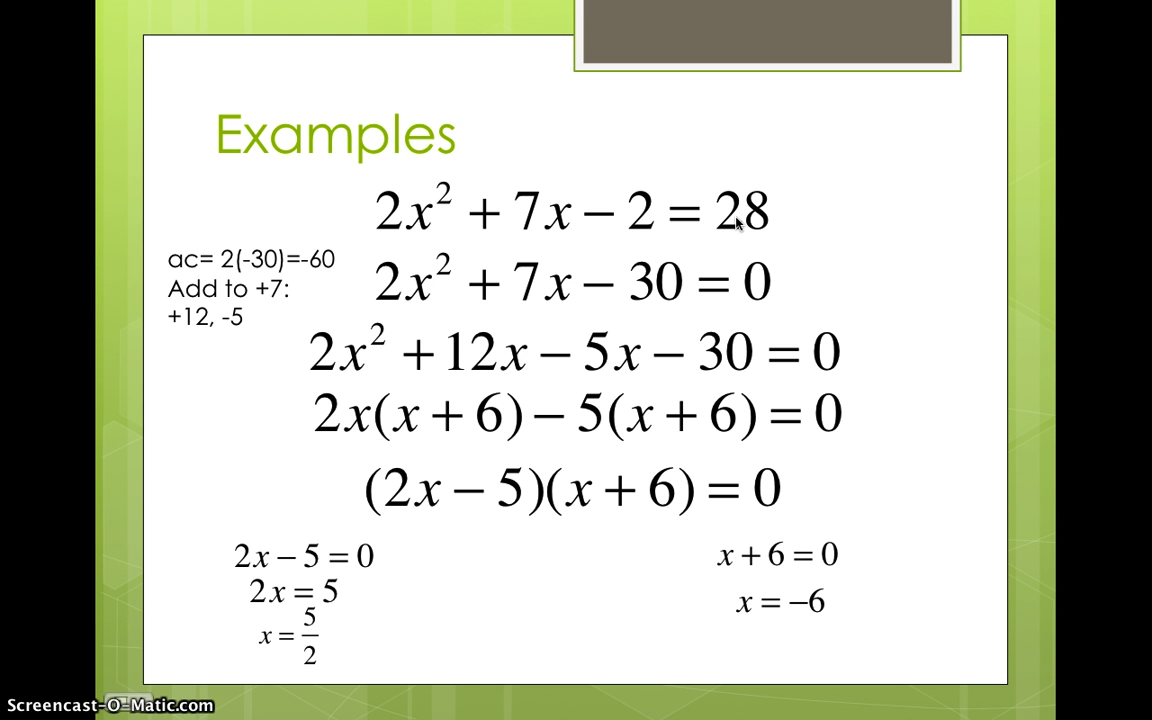 Examples
2x² + 7x − 2 = 28
ac= 2(-30)=-60
Add to +7:
+12, -5
2x² + 7x − 30 = 0
2x² + 12x − 5x − 30 = 0
2x(x + 6) − 5(x + 6) = 0
(2x − 5)(x + 6) = 0
2x − 5 = 0
2x = 5
x = 5/2
x + 6 = 0
x = −6
Screencast-O-Matic.com